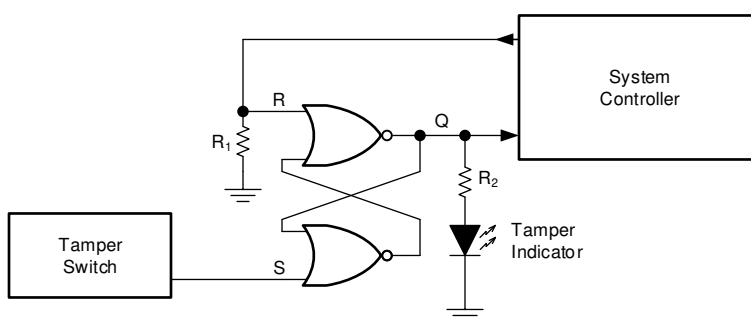 System
Controller
R
Q
R1
R2
Tamper
Switch
S
Tamper
Indicator